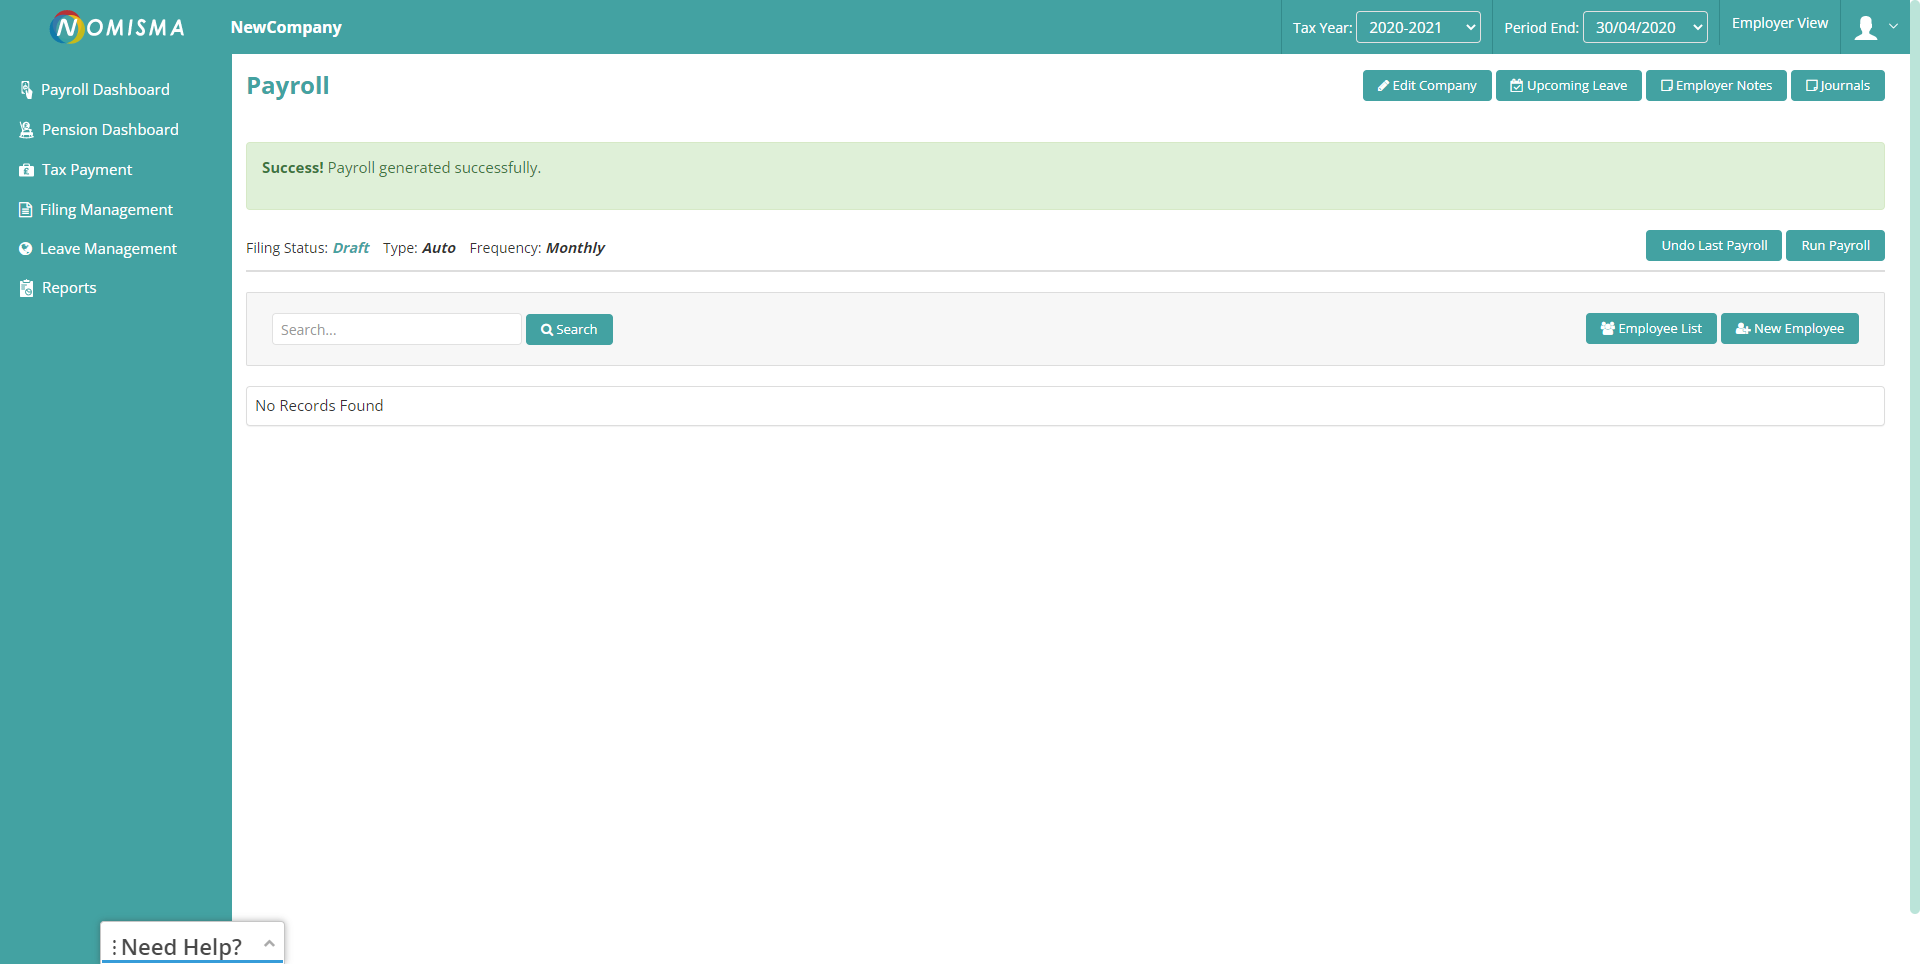 NOMISMA
NewCompany
Tax Year: 2020-2021
Period End: 30/04/2020
Employer View
Payroll Dashboard
Pension Dashboard
Tax Payment
Filing Management
Leave Management
Reports
Payroll
Edit Company
Upcoming Leave
Employer Notes
Journals
Success! Payroll generated successfully.
Filing Status: Draft Type: Auto Frequency: Monthly
Undo Last Payroll
Run Payroll
Search...
Search
Employee List
New Employee
No Records Found
Need Help?